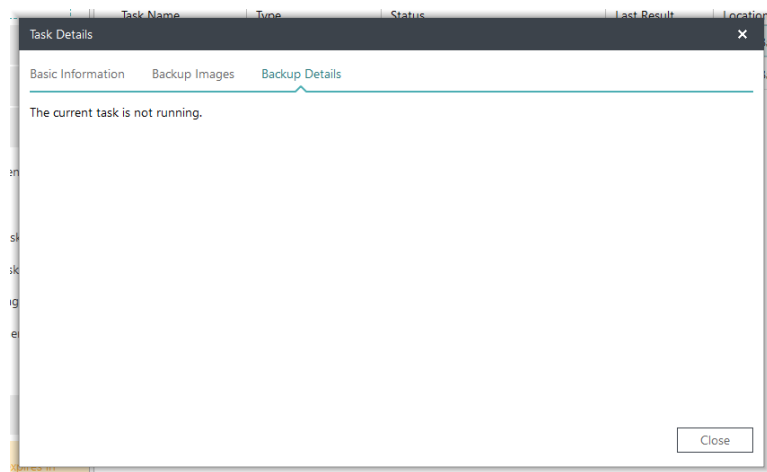 Task Name Type Status Last Result Location
Task Details
Basic Information Backup Images Backup Details
The current task is not running.
Close